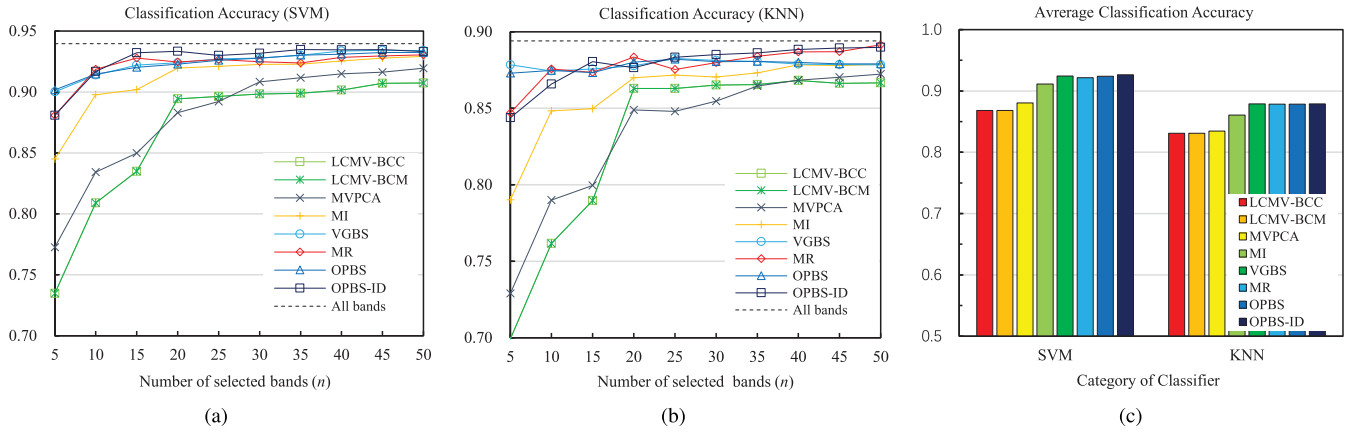 Classification Accuracy (SVM)
0.95
0.90
0.85
0.80
0.75
0.70
5 10 15 20 25 30 35 40 45 50
Number of selected bands (n)
LCMV-BCC
LCMV-BCM
MVPCA
MI
VGBS
MR
OPBS
OPBS-ID
All bands
(a)
Classification Accuracy (KNN)
0.90
0.85
0.80
0.75
0.70
5 10 15 20 25 30 35 40 45 50
Number of selected bands (n)
LCMV-BCC
LCMV-BCM
MVPCA
MI
VGBS
MR
OPBS
OPBS-ID
All bands
(b)
Avrerage Classification Accuracy
1.0
0.9
0.8
0.7
0.6
0.5
SVM KNN
Category of Classifier
LCMV-BCC
LCMV-BCM
MVPCA
MI
VGBS
MR
OPBS
OPBS-ID
(c)